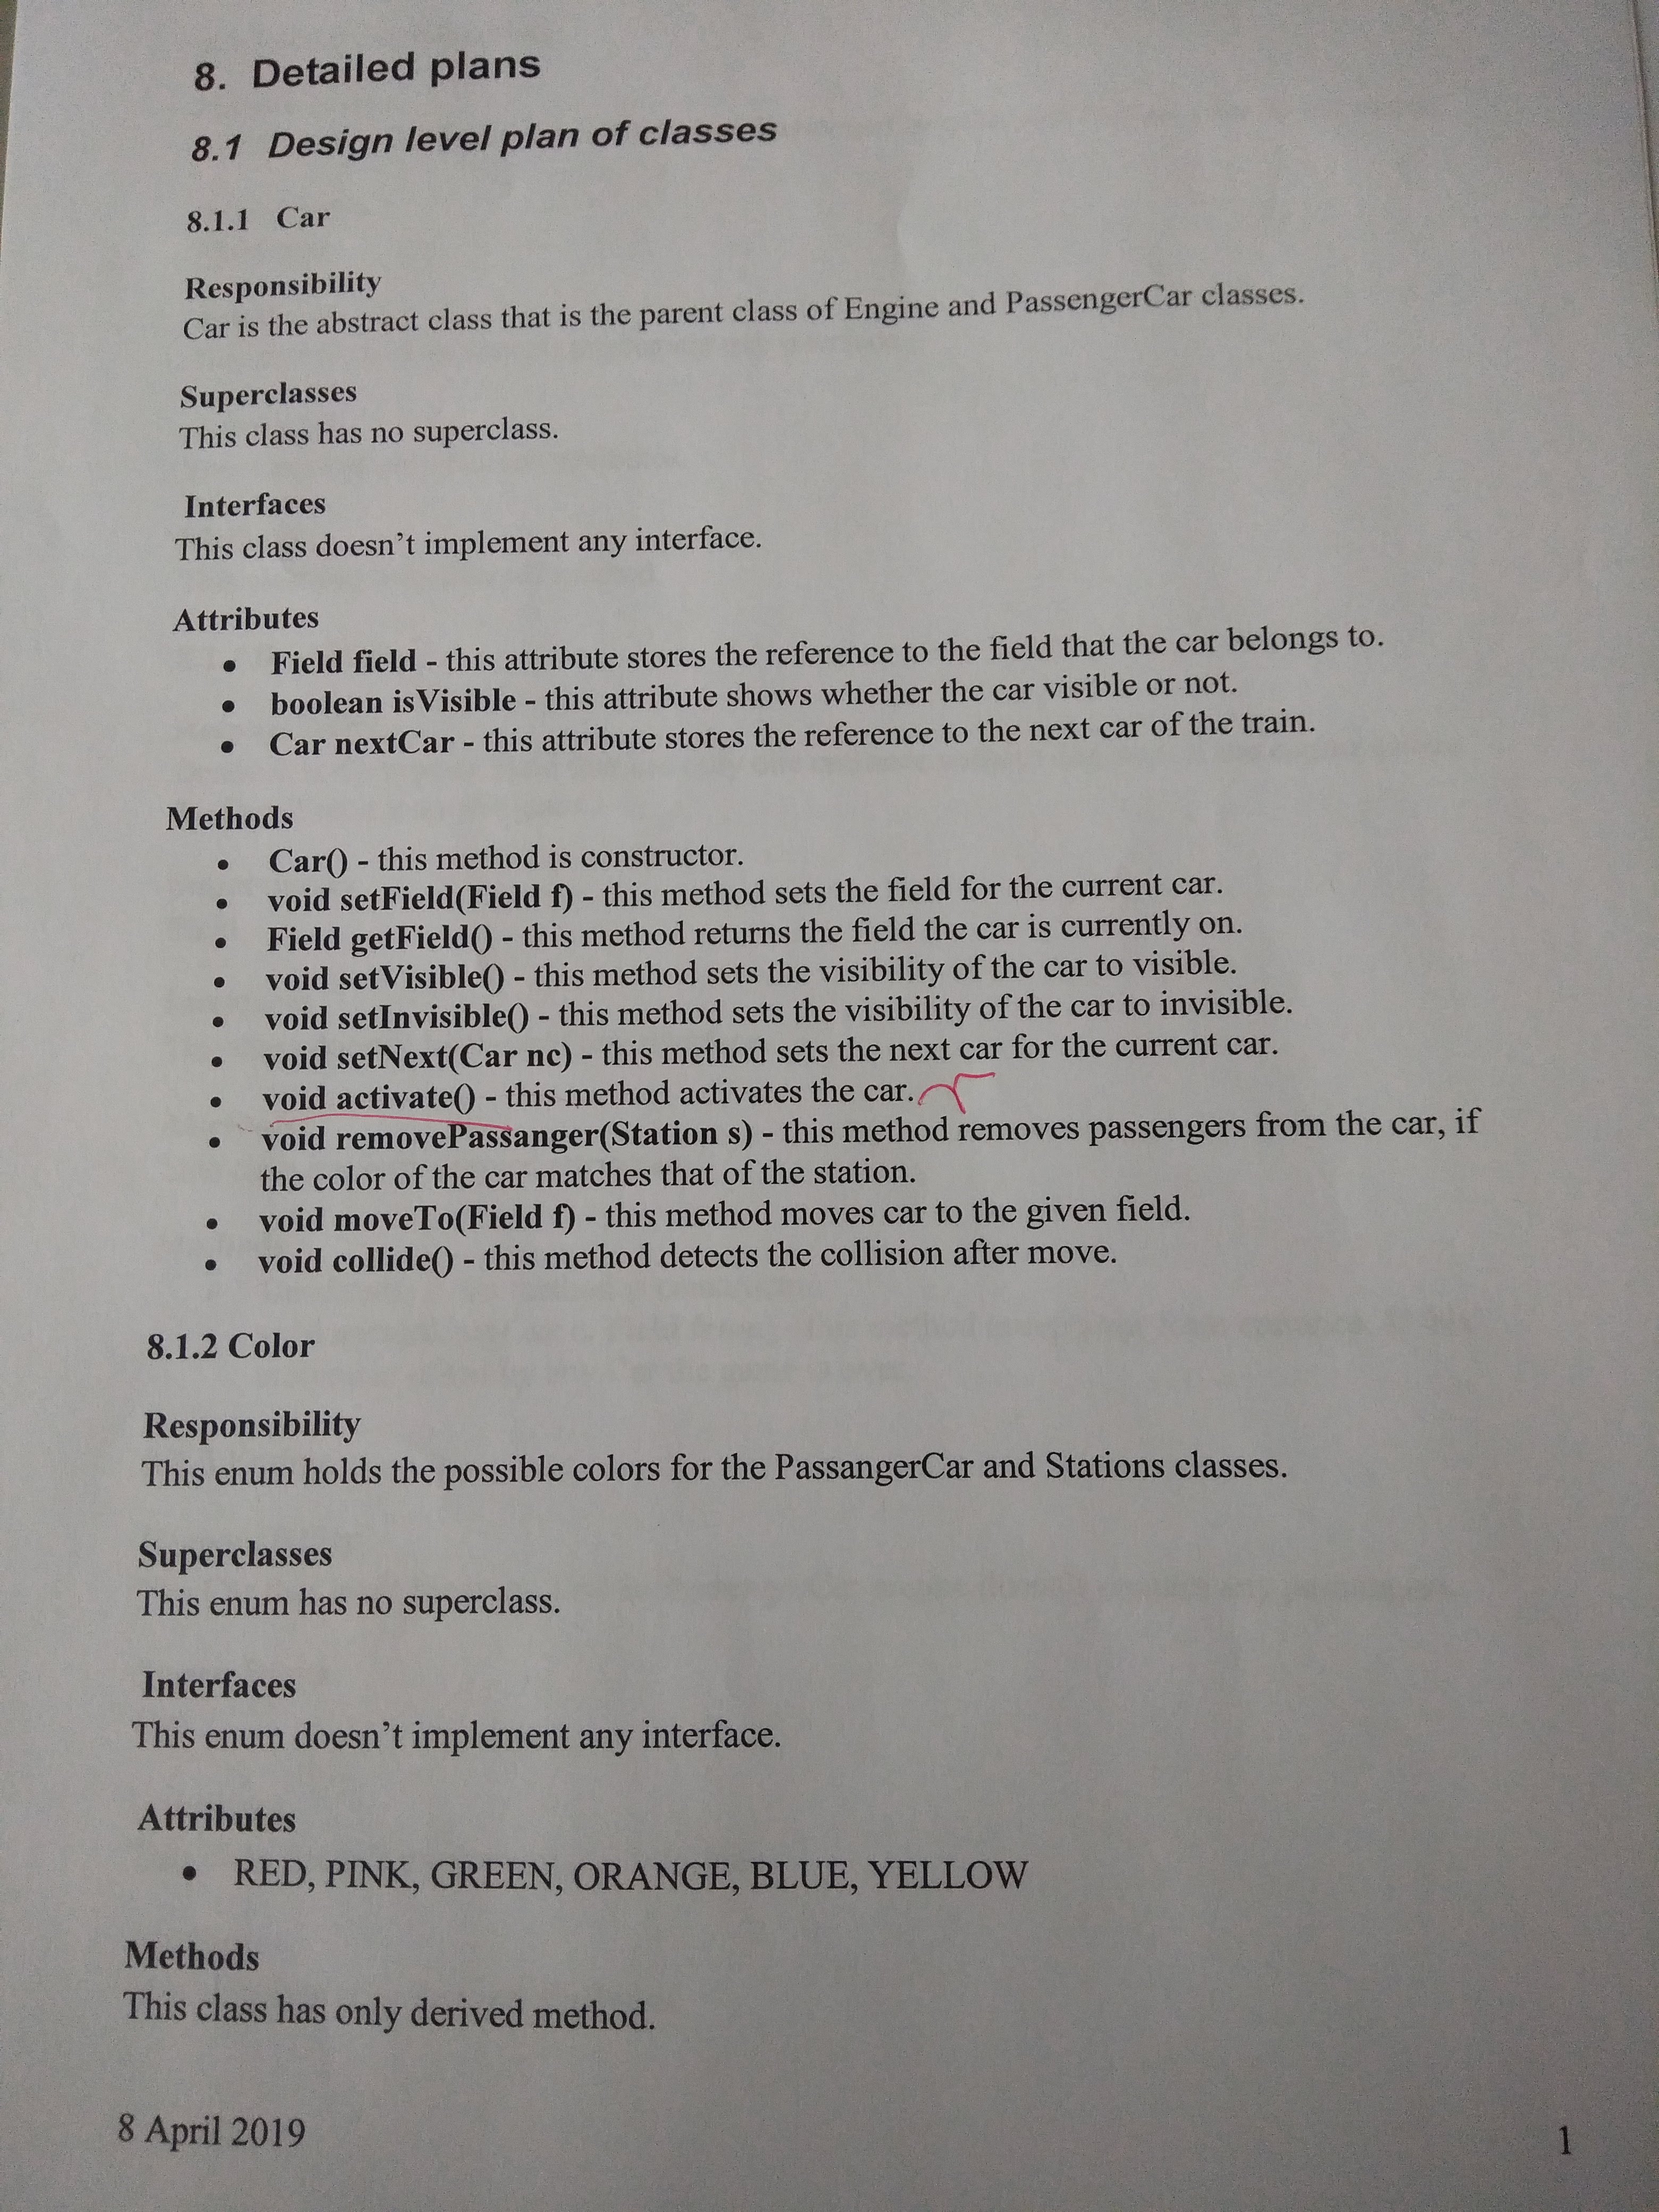 8. Detailed plans
8.1 Design level plan of classes
8.1.1 Car
Responsibility
Car is the abstract class that is the parent class of Engine and PassengerCar classes.
Superclasses
This class has no superclass.
Interfaces
This class doesn't implement any interface.
Attributes
• Field field - this attribute stores the reference to the field that the car belongs to.
• boolean isVisible - this attribute shows whether the car visible or not.
• Car nextCar - this attribute stores the reference to the next car of the train.
Methods
• Car() - this method is constructor.
• void setField(Field f) - this method sets the field for the current car.
• Field getField() - this method returns the field the car is currently on.
• void setVisible() - this method sets the visibility of the car to visible.
• void setInvisible() - this method sets the visibility of the car to invisible.
• void setNext(Car nc) - this method sets the next car for the current car.
• void activate() - this method activates the car.
• void removePassanger(Station s) - this method removes passengers from the car, if
the color of the car matches that of the station.
• void moveTo(Field f) - this method moves car to the given field.
• void collide() - this method detects the collision after move.
8.1.2 Color
Responsibility
This enum holds the possible colors for the PassangerCar and Stations classes.
Superclasses
This enum has no superclass.
Interfaces
This enum doesn't implement any interface.
Attributes
• RED, PINK, GREEN, ORANGE, BLUE, YELLOW
Methods
This class has only derived method.
8 April 2019
1